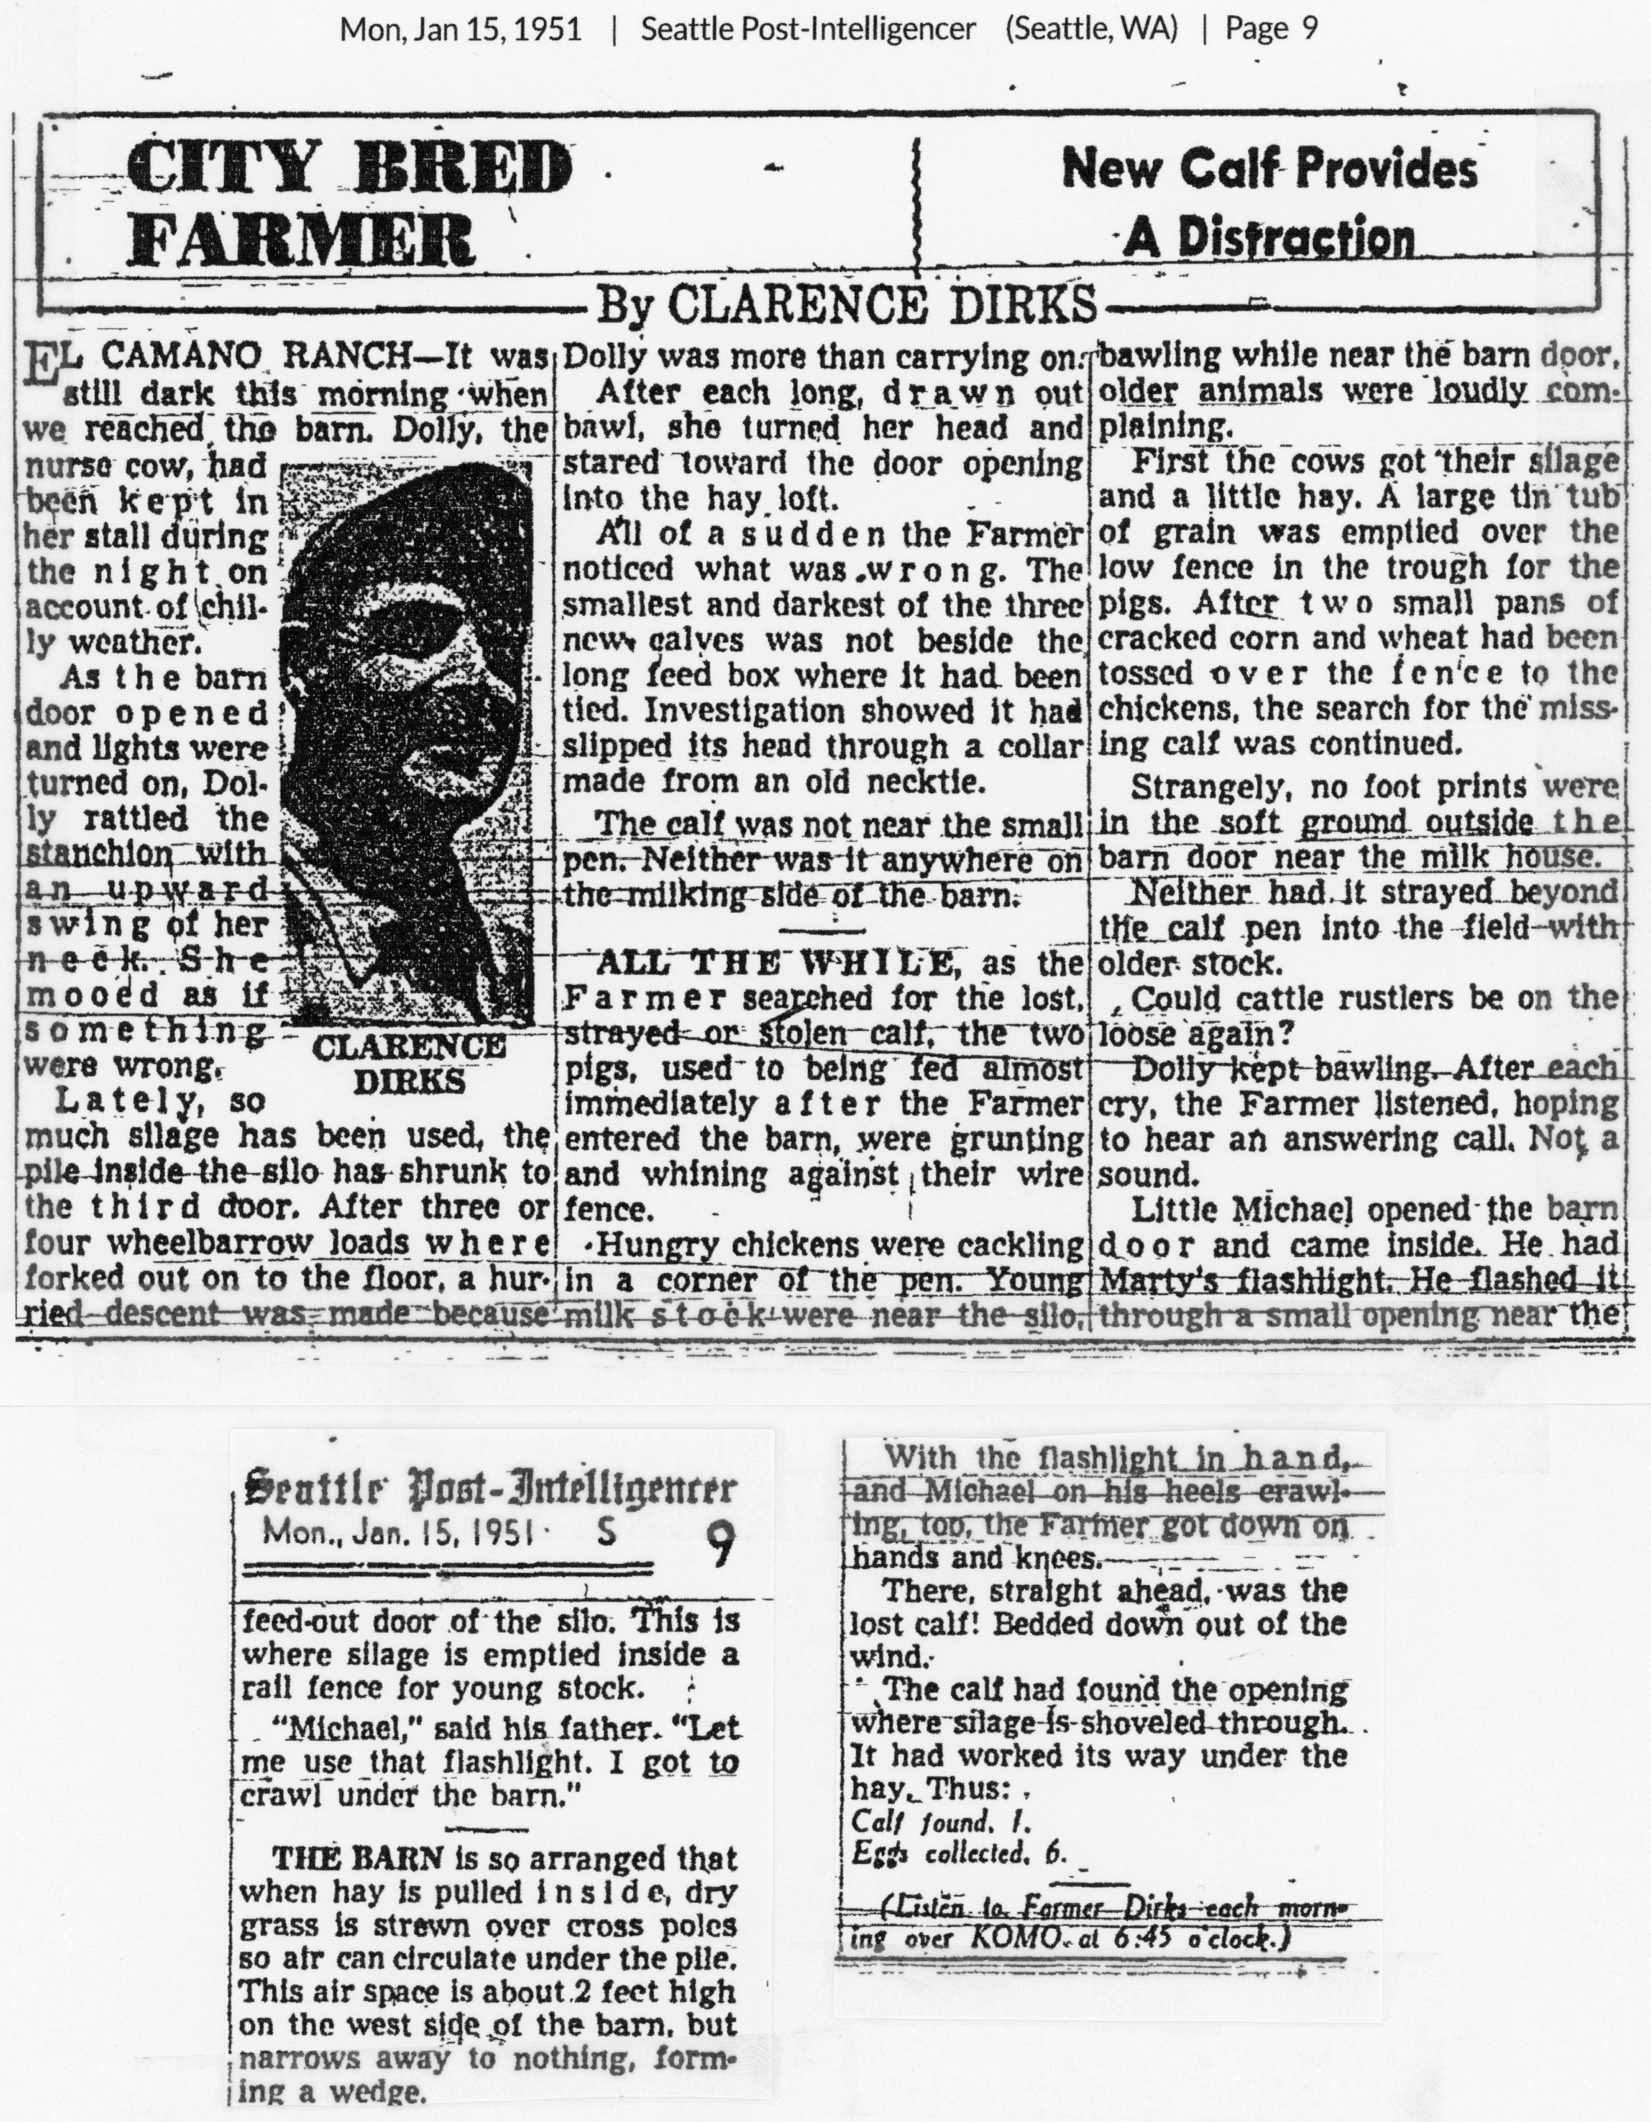 Mon, Jan 15, 1951 | Seattle Post-Intelligencer (Seattle, WA) | Page 9
CITY BRED
FARMER
New Calf Provides
A Distraction
By CLARENCE DIRKS
EL CAMANO RANCH—It was
still dark this morning when
we reached the barn. Dolly, the
nurse cow, had
been kept in
her stall during
the night on
account of chil-
ly weather.
As the barn
door opened
and lights were
turned on, Dol-
ly rattled the
stanchion with
an upward
swing of her
neck. She
mooed as if
something
were wrong.
CLARENCE
DIRKS
Lately, so
much silage has been used, the
pile inside the silo has shrunk to
the third door. After three or
four wheelbarrow loads where
forked out on to the floor, a hur-
ried descent was made because
Dolly was more than carrying on.
After each long, drawn out
bawl, she turned her head and
stared toward the door opening
into the hay loft.
All of a sudden the Farmer
noticed what was wrong. The
smallest and darkest of the three
new calves was not beside the
long feed box where it had been
tied. Investigation showed it had
slipped its head through a collar
made from an old necktie.
The calf was not near the small
pen. Neither was it anywhere on
the milking side of the barn.
ALL THE WHILE, as the
Farmer searched for the lost,
strayed or stolen calf, the two
pigs, used to being fed almost
immediately after the Farmer
entered the barn, were grunting
and whining against their wire
fence.
Hungry chickens were cackling
in a corner of the pen. Young
milk stock were near the silo,
bawling while near the barn door,
older animals were loudly com-
plaining.
First the cows got their silage
and a little hay. A large tin tub
of grain was emptied over the
low fence in the trough for the
pigs. After two small pans of
cracked corn and wheat had been
tossed over the fence to the
chickens, the search for the miss-
ing calf was continued.
Strangely, no foot prints were
in the soft ground outside the
barn door near the milk house.
Neither had it strayed beyond
the calf pen into the field with
older stock.
Could cattle rustlers be on the
loose again?
Dolly kept bawling. After each
cry, the Farmer listened, hoping
to hear an answering call. Not a
sound.
Little Michael opened the barn
door and came inside. He had
Marty's flashlight. He flashed it
through a small opening near the
Seattle Post-Intelligencer
Mon., Jan. 15, 1951 S 9
feed-out door of the silo. This is
where silage is emptied inside a
rail fence for young stock.
"Michael," said his father. "Let
me use that flashlight. I got to
crawl under the barn."
THE BARN is so arranged that
when hay is pulled inside, dry
grass is strewn over cross poles
so air can circulate under the pile.
This air space is about 2 feet high
on the west side of the barn, but
narrows away to nothing, form-
ing a wedge.
With the flashlight in hand,
and Michael on his heels crawl-
ing, too, the Farmer got down on
hands and knees.
There, straight ahead, was the
lost calf! Bedded down out of the
wind.
The calf had found the opening
where silage is shoveled through.
It had worked its way under the
hay. Thus:
Calf found, 1.
Eggs collected, 6.
(Listen to Farmer Dirks each morn-
ing over KOMO at 6:45 o'clock.)